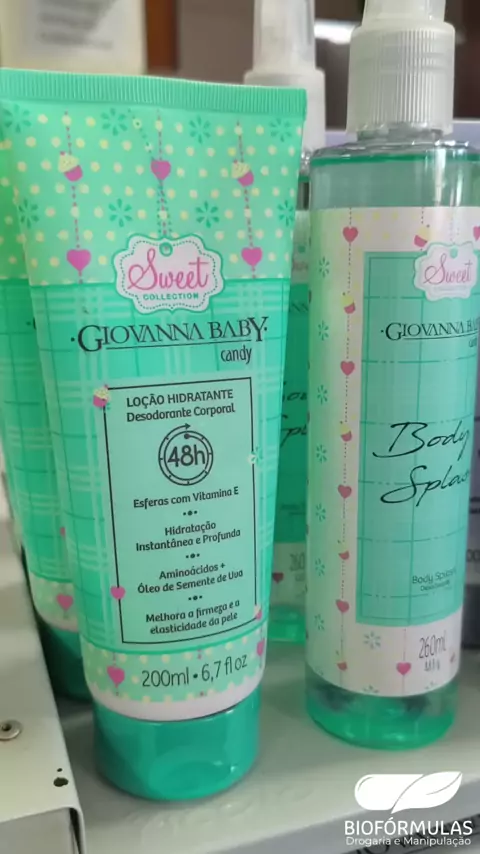 Sweet
COLLECTION
GIOVANNA BABY
candy
LOÇÃO HIDRATANTE
Desodorante Corporal
48h
Esferas com Vitamina E
Hidratação
Instantânea e Profunda
Aminoácidos +
Óleo de Semente de Uva
Melhora a firmeza e a
elasticidade da pele
200ml • 6,7 fl oz
Sweet
COLLECTION
GIOVANNA
Body
Body Splash
260ml
260
BIOFÓRMULAS
Drogaria e Manipulação